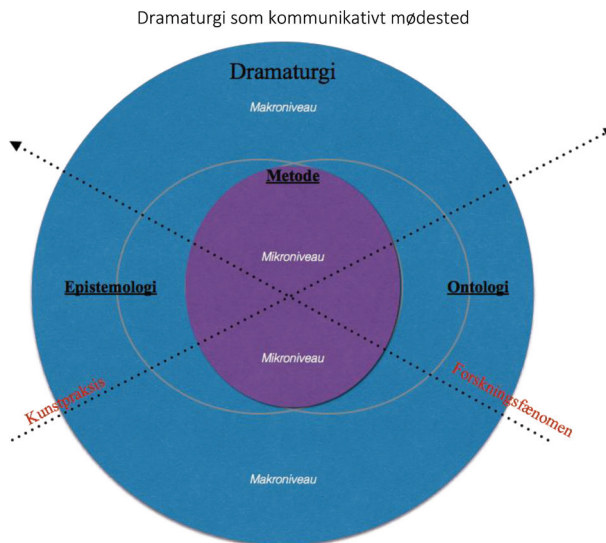 Dramaturgi som kommunikativt mødested
Dramaturgi
Makroniveau
Metode
Mikroniveau
Epistemologi
Ontologi
Mikroniveau
Kunstpraksis
Forskningsfænomen
Makroniveau